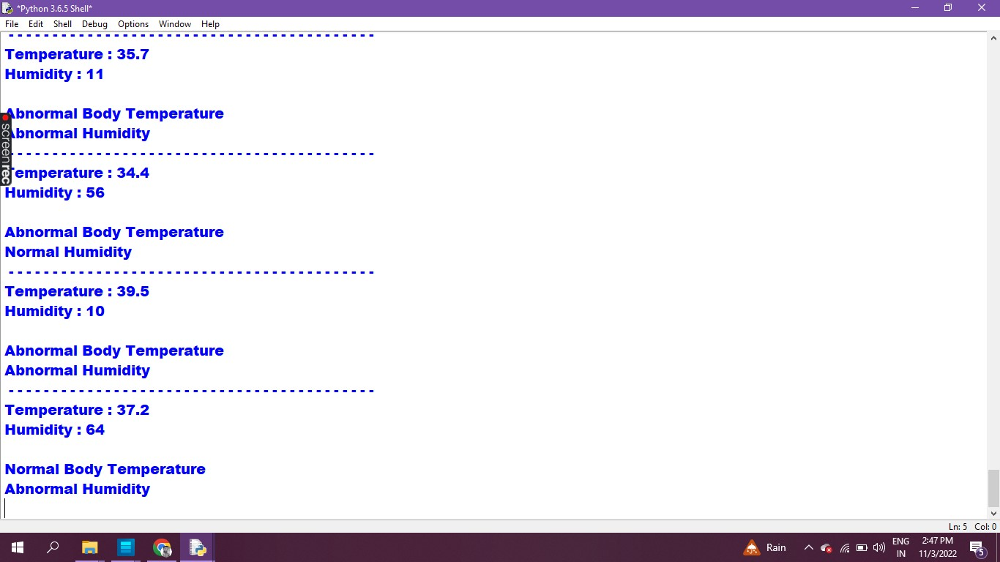 *Python 3.6.5 Shell*
File Edit Shell Debug Options Window Help
-----------------------------------------
Temperature : 35.7
Humidity : 11
Abnormal Body Temperature
Abnormal Humidity
-----------------------------------------
Temperature : 34.4
Humidity : 56
Abnormal Body Temperature
Normal Humidity
-----------------------------------------
Temperature : 39.5
Humidity : 10
Abnormal Body Temperature
Abnormal Humidity
-----------------------------------------
Temperature : 37.2
Humidity : 64
Normal Body Temperature
Abnormal Humidity
screenrec
Ln: 5 Col: 0
Rain
ENG
IN
2:47 PM
11/3/2022
5